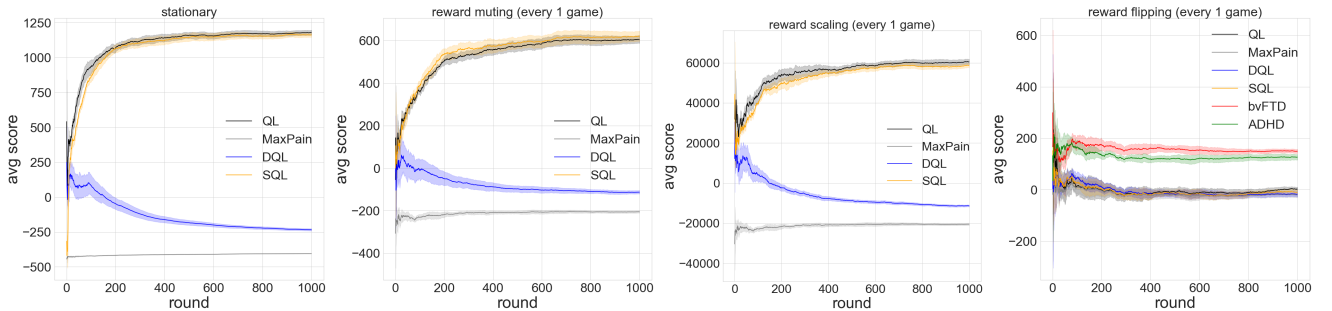 stationary
1250
1000
750
500
250
0
−250
−500
avg score
QL
MaxPain
DQL
SQL
0 200 400 600 800 1000
round
reward muting (every 1 game)
600
400
200
0
−200
−400
avg score
QL
MaxPain
DQL
SQL
0 200 400 600 800 1000
round
reward scaling (every 1 game)
60000
40000
20000
0
−20000
−40000
avg score
QL
MaxPain
DQL
SQL
0 200 400 600 800 1000
round
reward flipping (every 1 game)
600
400
200
0
−200
avg score
QL
MaxPain
DQL
SQL
bvFTD
ADHD
0 200 400 600 800 1000
round